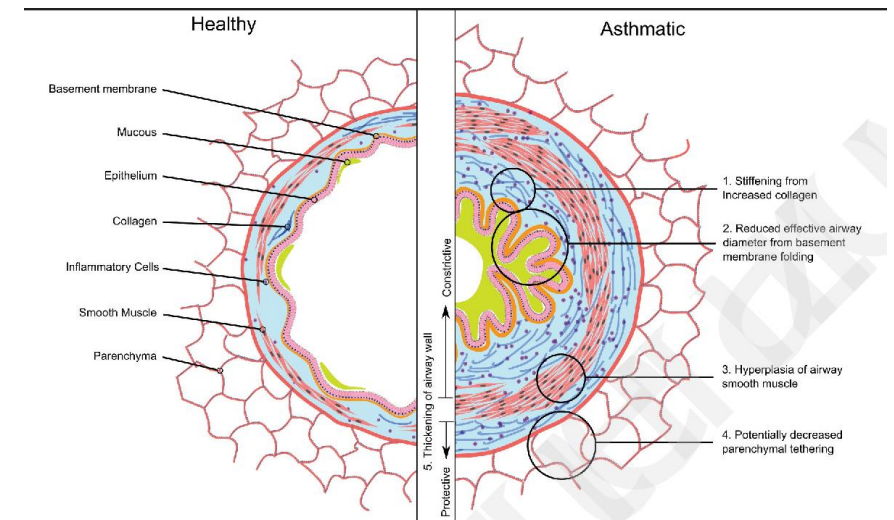 Healthy
Asthmatic
Basement membrane
Mucous
Epithelium
Collagen
Inflammatory Cells
Smooth Muscle
Parenchyma
5. Thickening of airway wall
Constrictive
Protective
1. Stiffening from
Increased collagen
2. Reduced effective airway
diameter from basement
membrane folding
3. Hyperplasia of airway
smooth muscle
4. Potentially decreased
parenchymal tethering